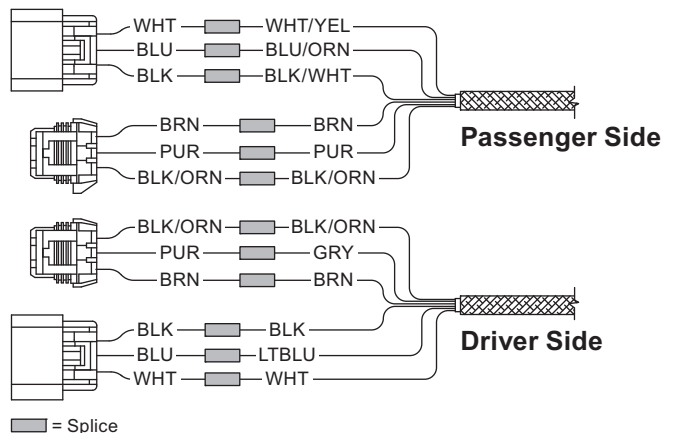 WHT WHT/YEL
BLU BLU/ORN
BLK BLK/WHT
BRN BRN
PUR PUR
BLK/ORN BLK/ORN
Passenger Side
BLK/ORN BLK/ORN
PUR GRY
BRN BRN
BLK BLK
BLU LTBLU
WHT WHT
Driver Side
= Splice